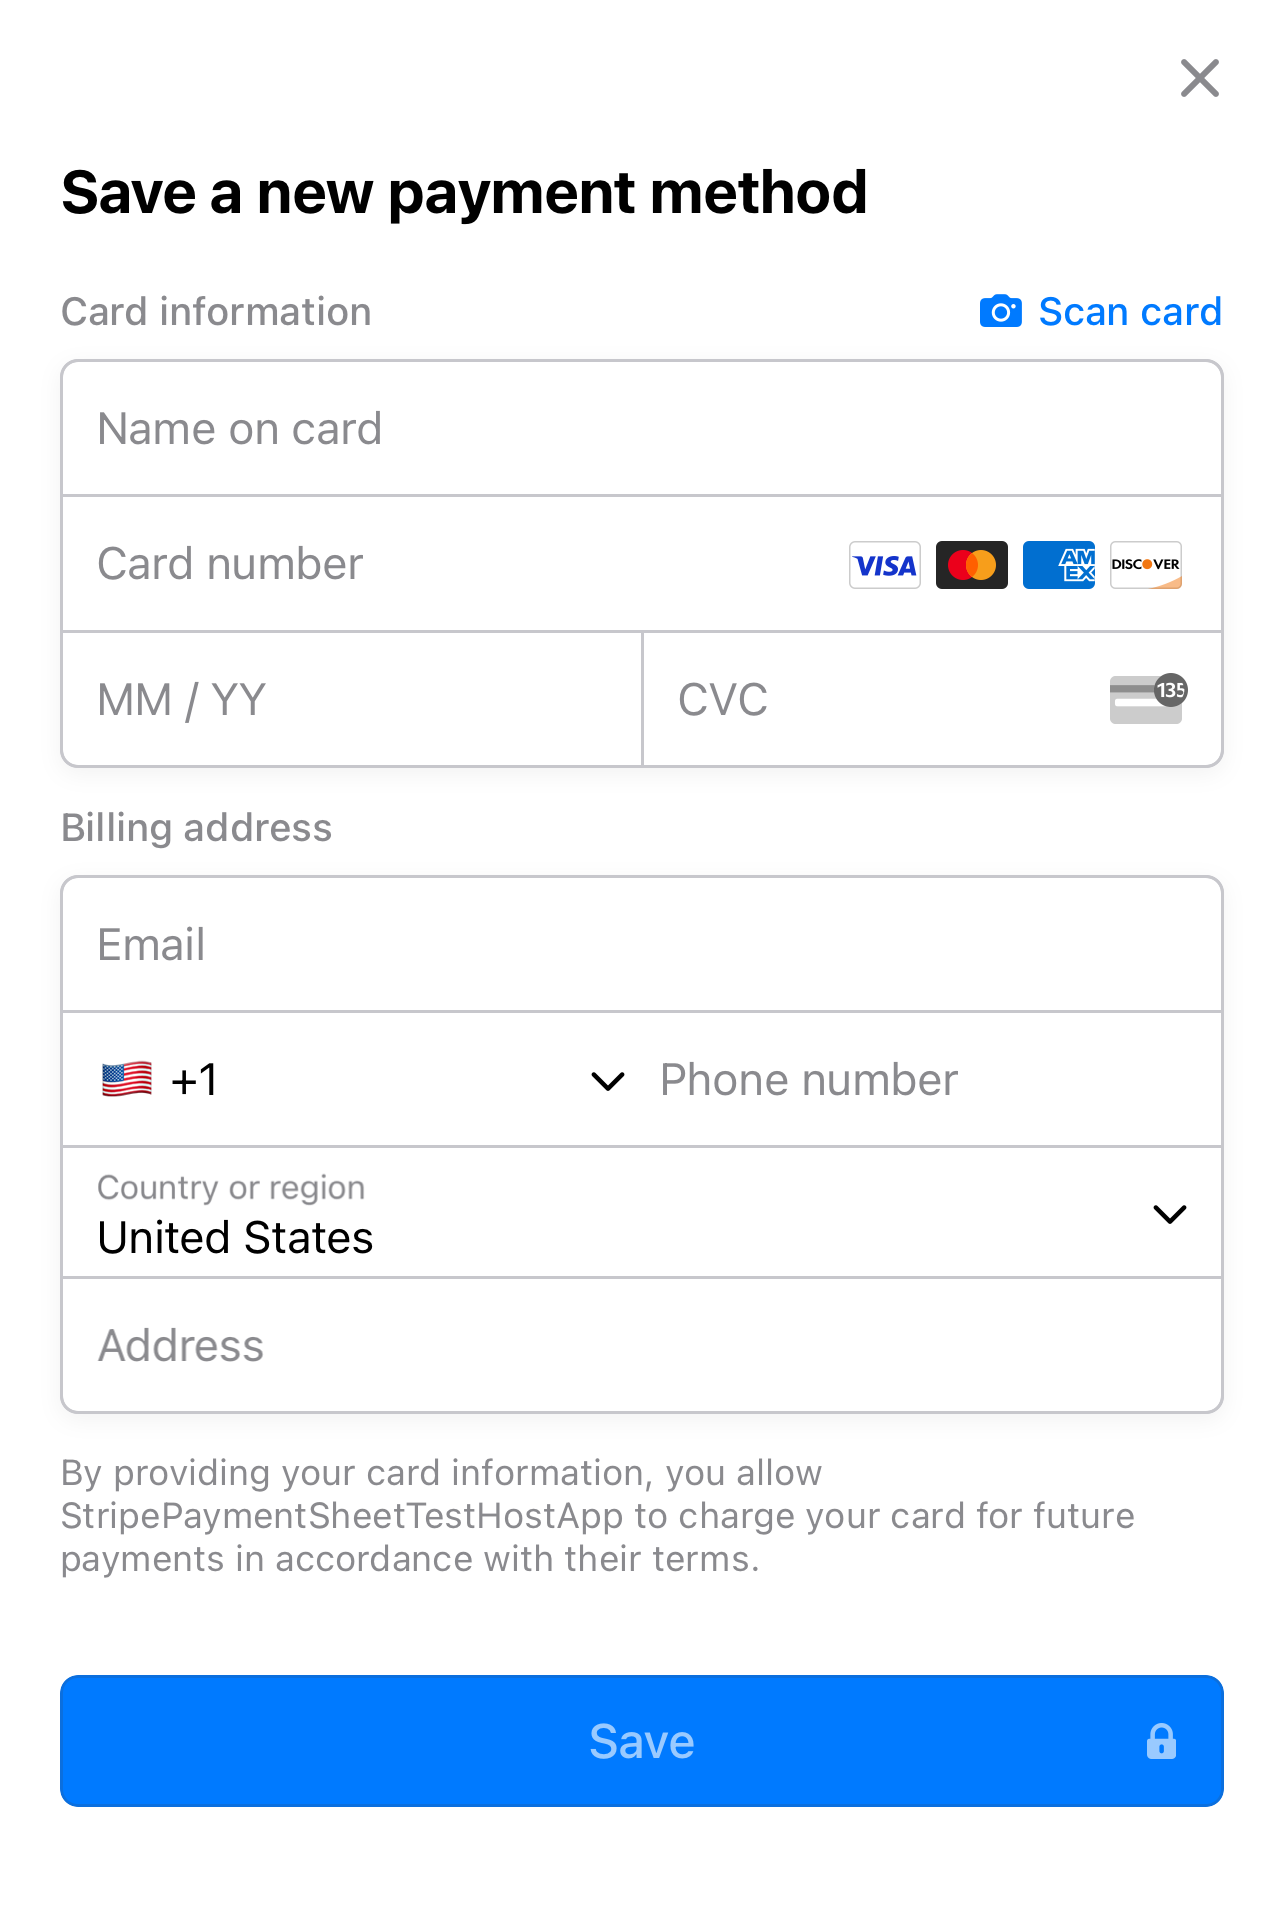 Save a new payment method
Card information
Scan card
Name on card
Card number
VISA
AM
EX
DISCOVER
MM / YY
CVC
135
Billing address
Email
+1
Phone number
Country or region
United States
Address
By providing your card information, you allow
StripePaymentSheetTestHostApp to charge your card for future
payments in accordance with their terms.
Save